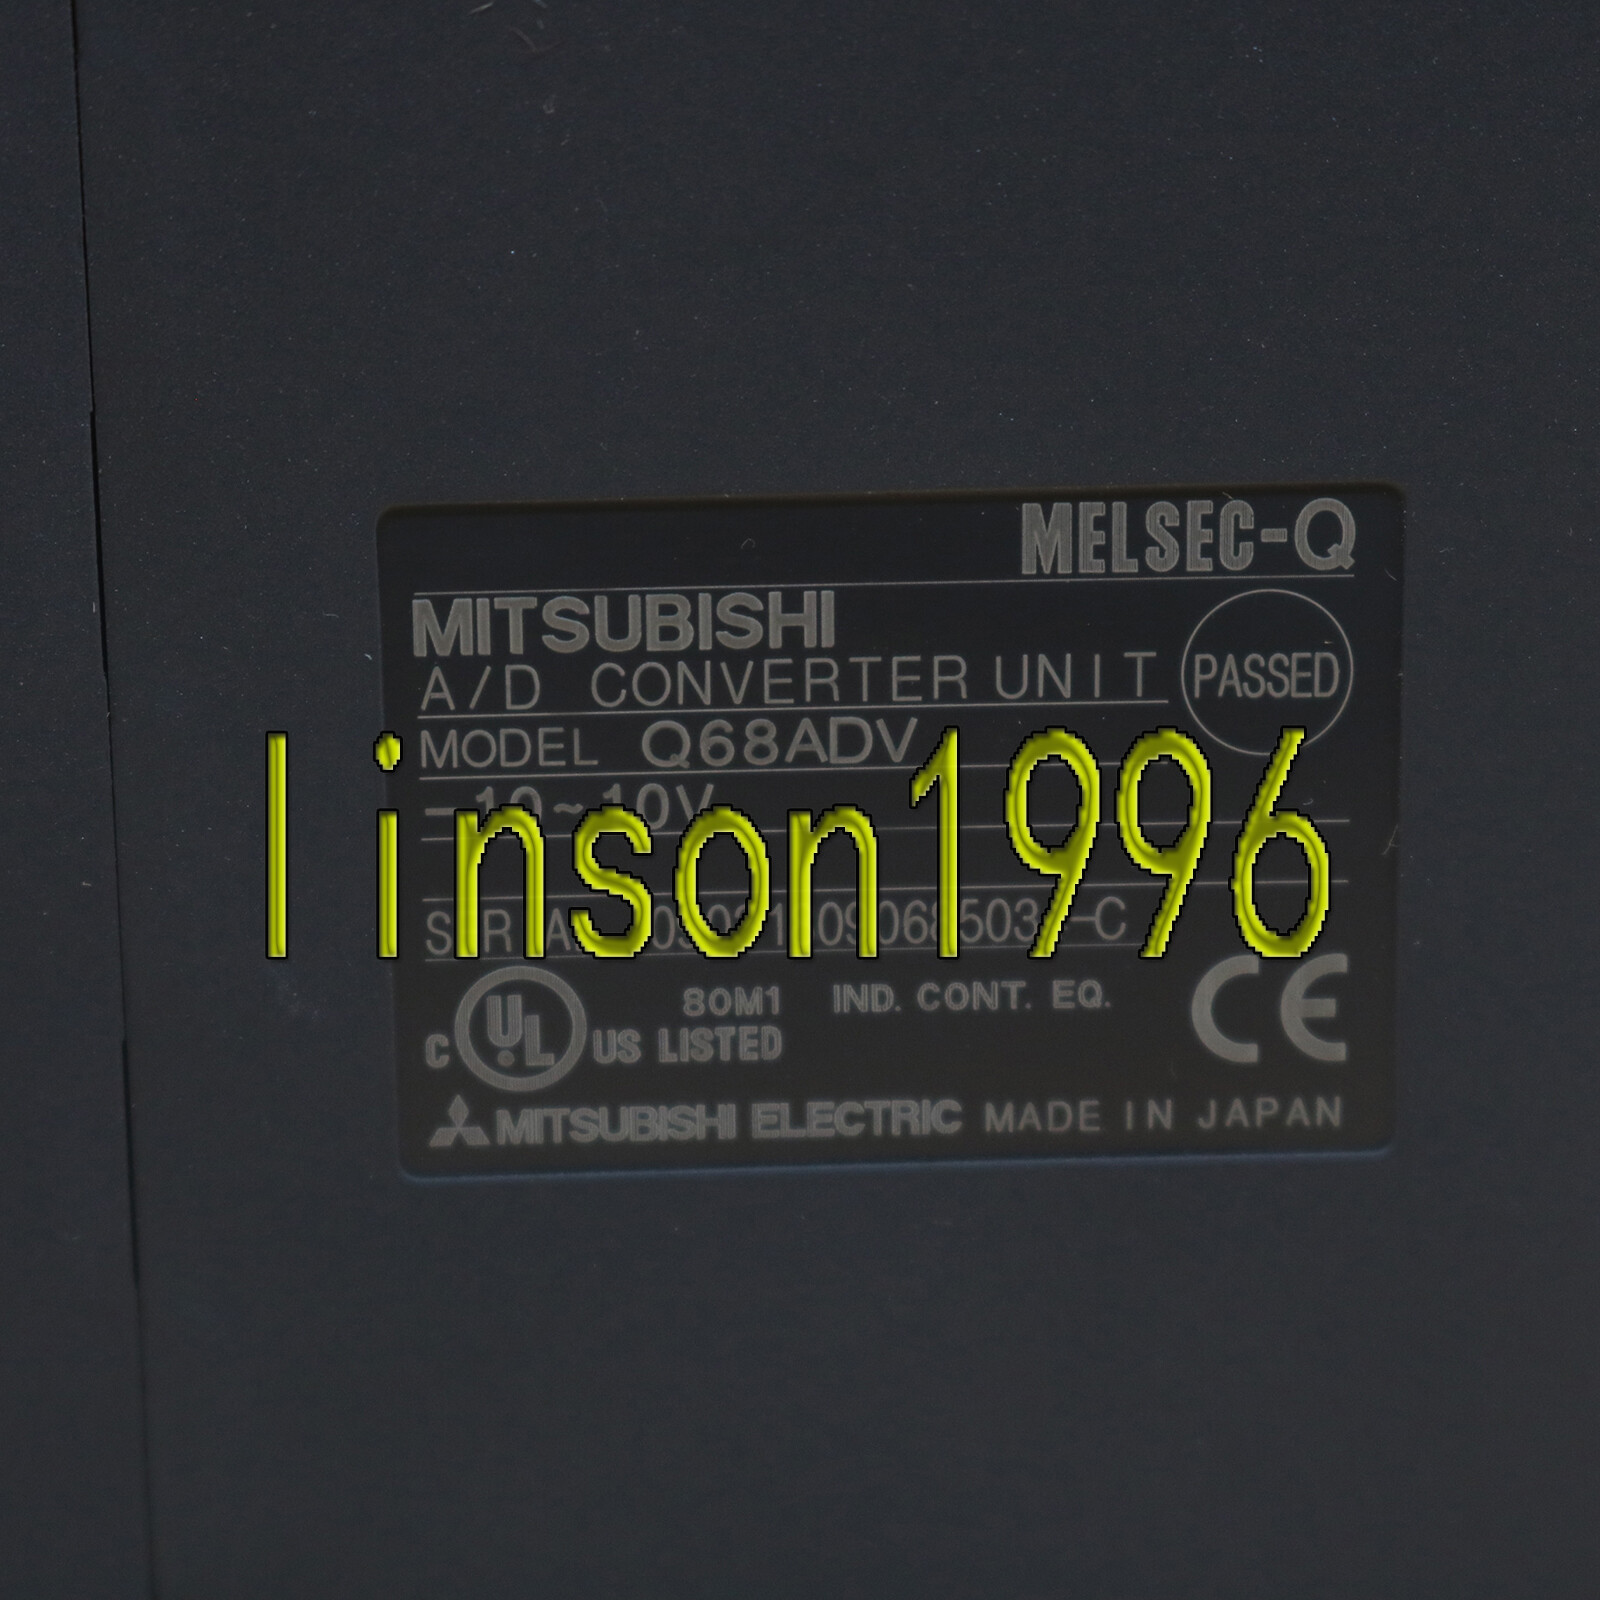 MELSEC-Q
MITSUBISHI
A/D CONVERTER UNIT
PASSED
MODEL Q68ADV
-10~10V
linson1996
80M1 IND. CONT. EQ.
C UL US LISTED
CE
MITSUBISHI ELECTRIC MADE IN JAPAN